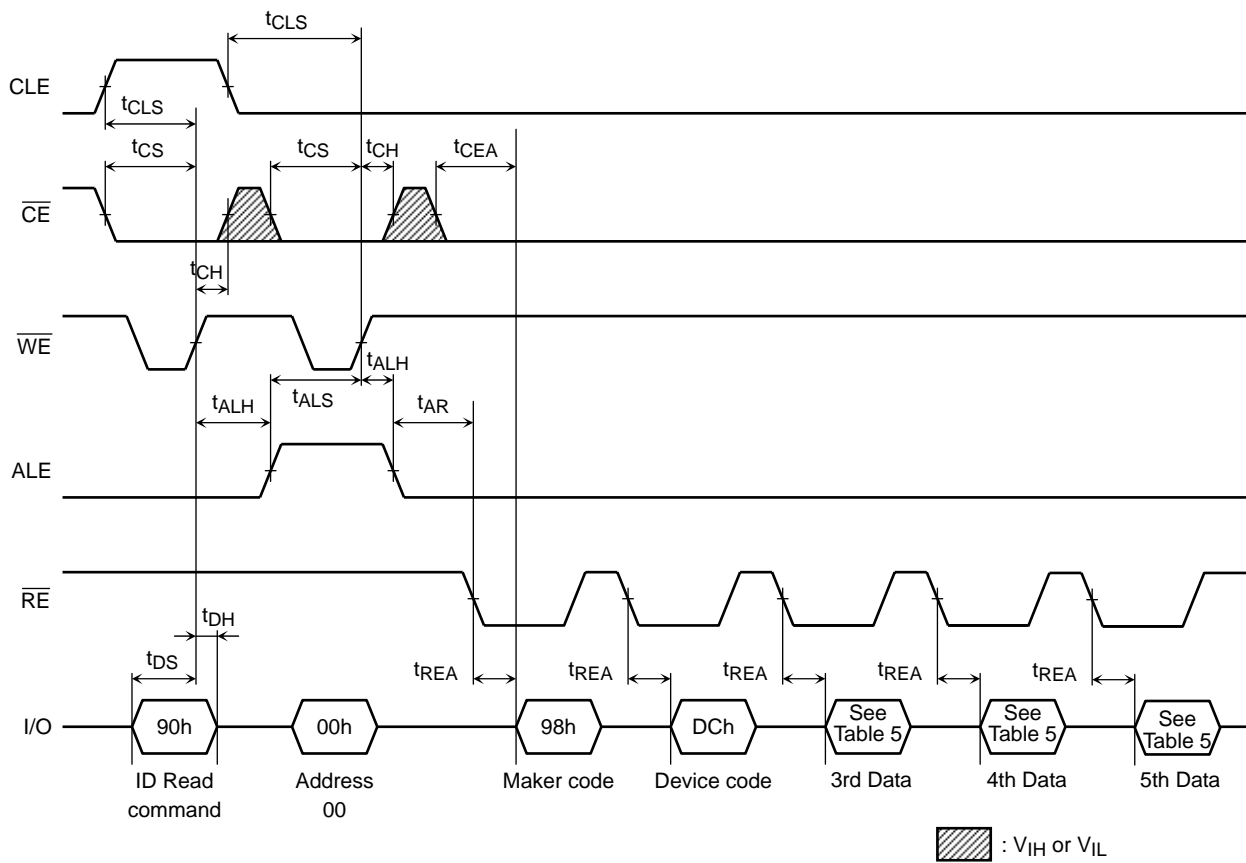 tCLS
CLE
tCLS
tCS
tCS
tCH
tCEA
CE
tCH
WE
tALH
tALH
tALS
tAR
ALE
RE
tDH
tDS
tREA
tREA
tREA
tREA
tREA
I/O
90h
00h
98h
DCh
See
Table 5
See
Table 5
See
Table 5
ID Read
command
Address
00
Maker code
Device code
3rd Data
4th Data
5th Data
: VIH or VIL